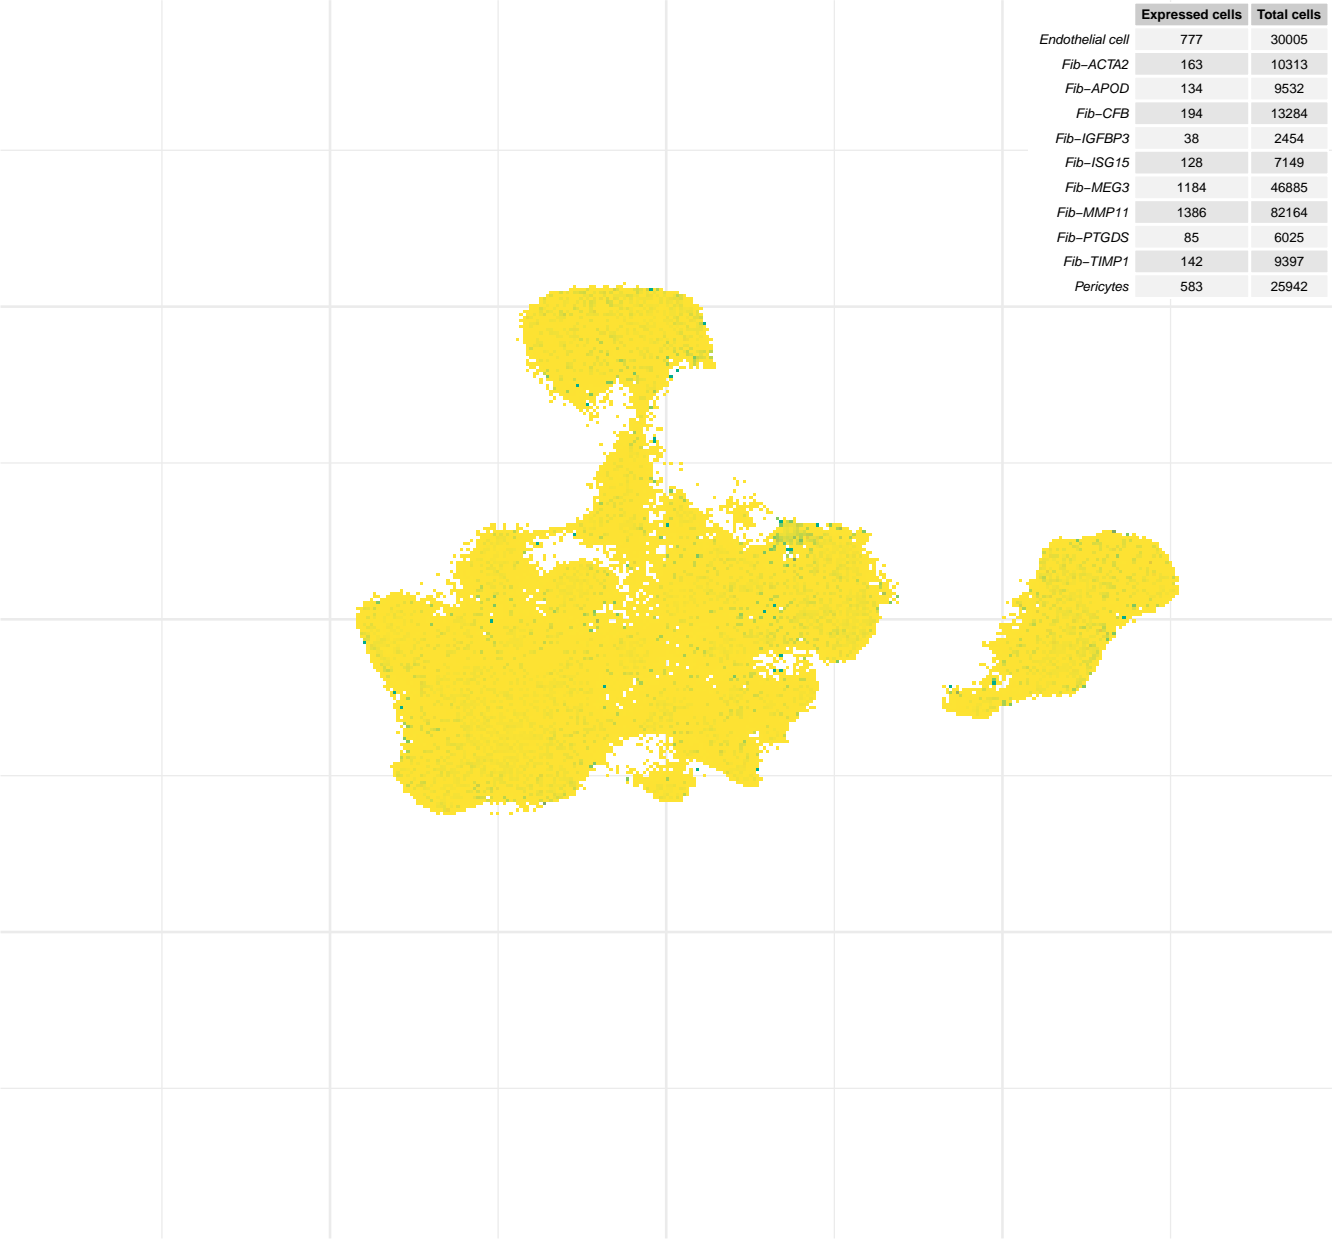 Expressed cells Total cells
Endothelial cell 777 30005
Fib−ACTA2 163 10313
Fib−APOD 134 9532
Fib−CFB 194 13284
Fib−IGFBP3 38 2454
Fib−ISG15 128 7149
Fib−MEG3 1184 46885
Fib−MMP11 1386 82164
Fib−PTGDS 85 6025
Fib−TIMP1 142 9397
Pericytes 583 25942